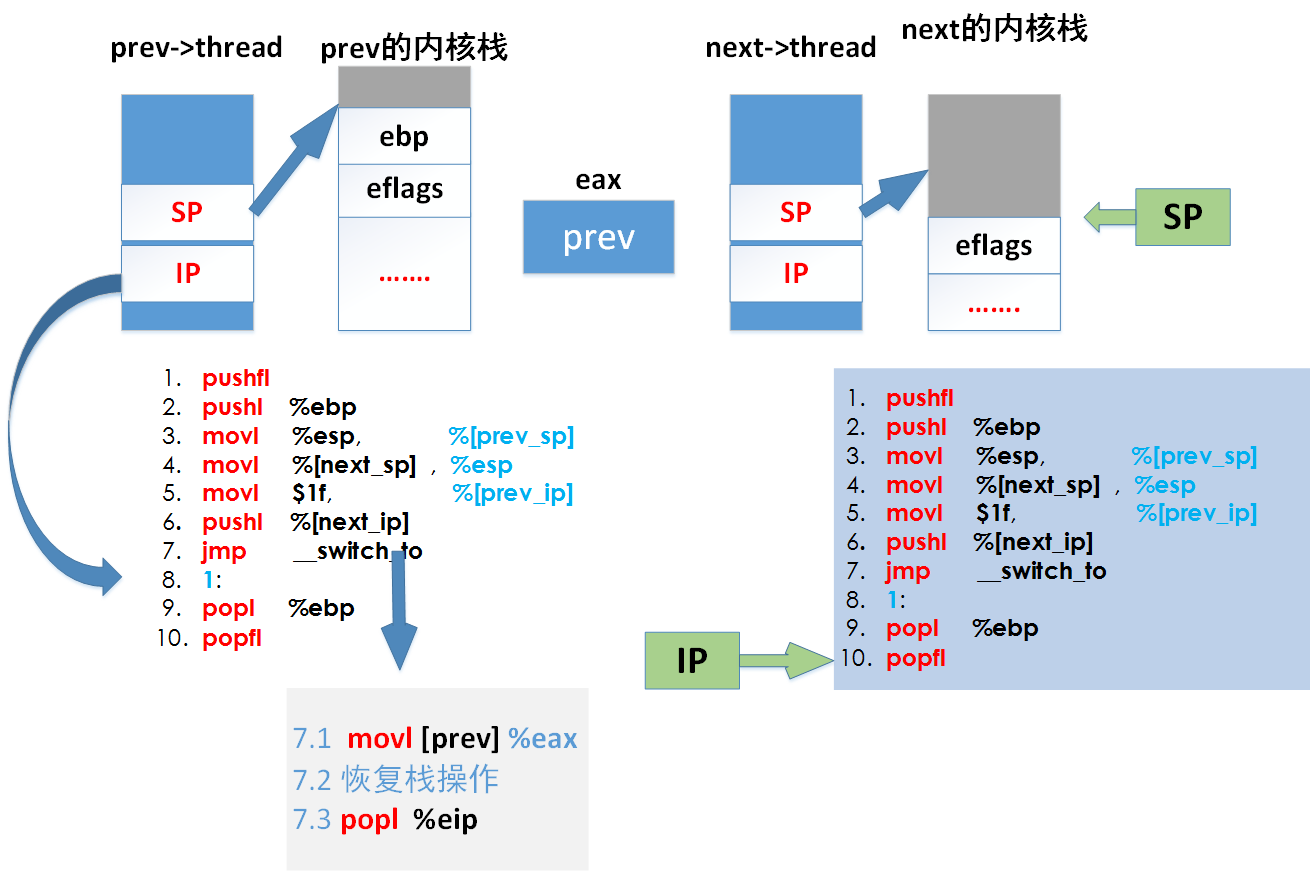 prev->thread
prev的内核栈
next->thread
next的内核栈
ebp
eflags
SP
IP
…….
eax
prev
SP
IP
eflags
…….
SP
1. pushfl
2. pushl %ebp
3. movl %esp, %[prev_sp]
4. movl %[next_sp] , %esp
5. movl $1f, %[prev_ip]
6. pushl %[next_ip]
7. jmp __switch_to
8. 1:
9. popl %ebp
10. popfl
1. pushfl
2. pushl %ebp
3. movl %esp, %[prev_sp]
4. movl %[next_sp] , %esp
5. movl $1f, %[prev_ip]
6. pushl %[next_ip]
7. jmp __switch_to
8. 1:
9. popl %ebp
10. popfl
IP
7.1 movl [prev] %eax
7.2 恢复栈操作
7.3 popl %eip